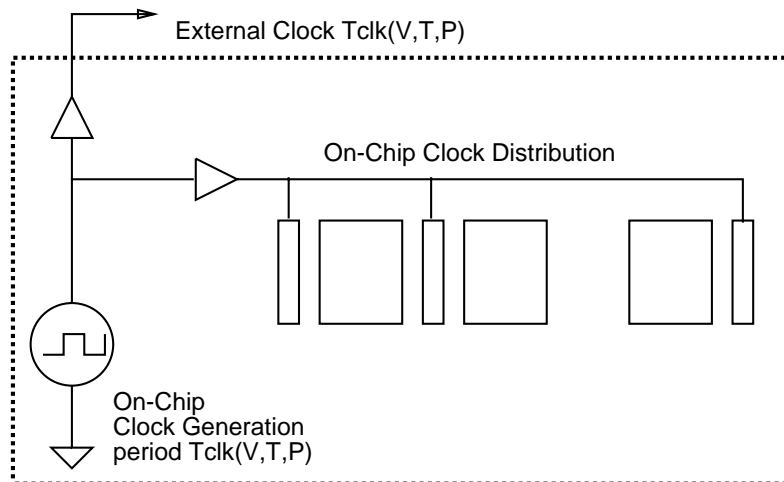 External Clock Tclk(V,T,P)
On-Chip Clock Distribution
On-Chip
Clock Generation
period Tclk(V,T,P)